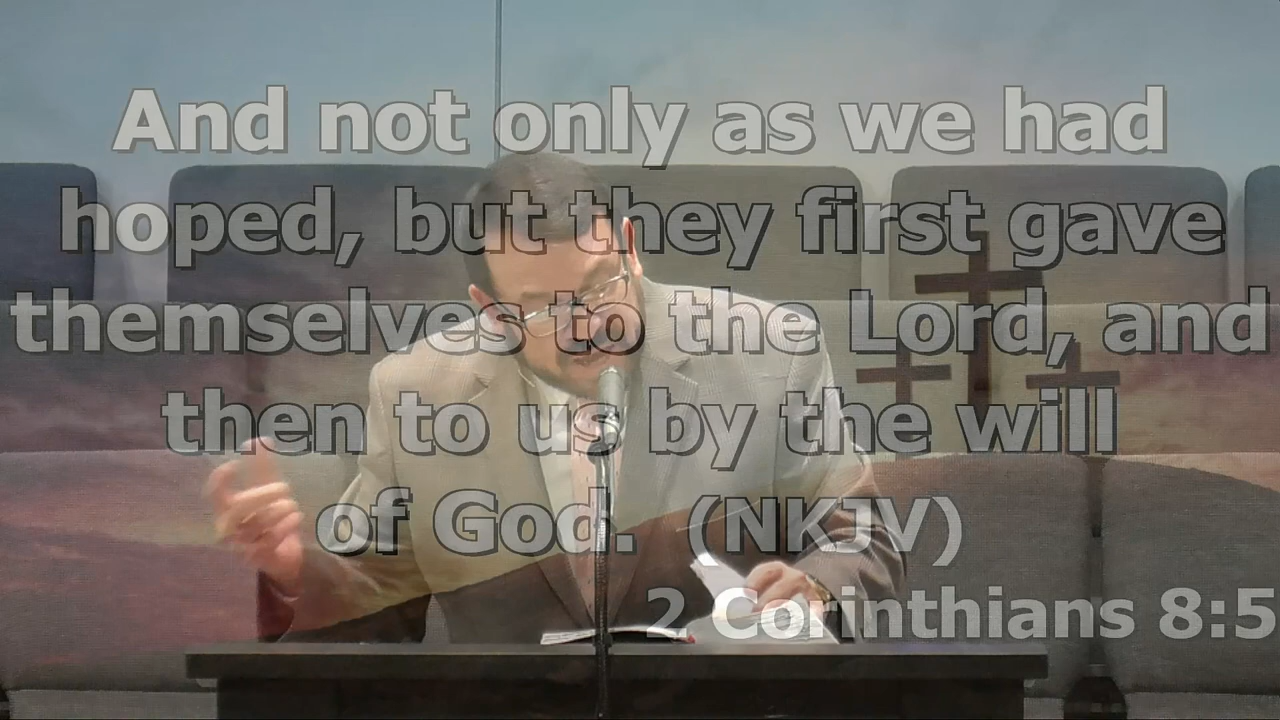 And not only as we had
hoped, but they first gave
themselves to the Lord, and
then to us by the will
of God. (NKJV)
2 Corinthians 8:5